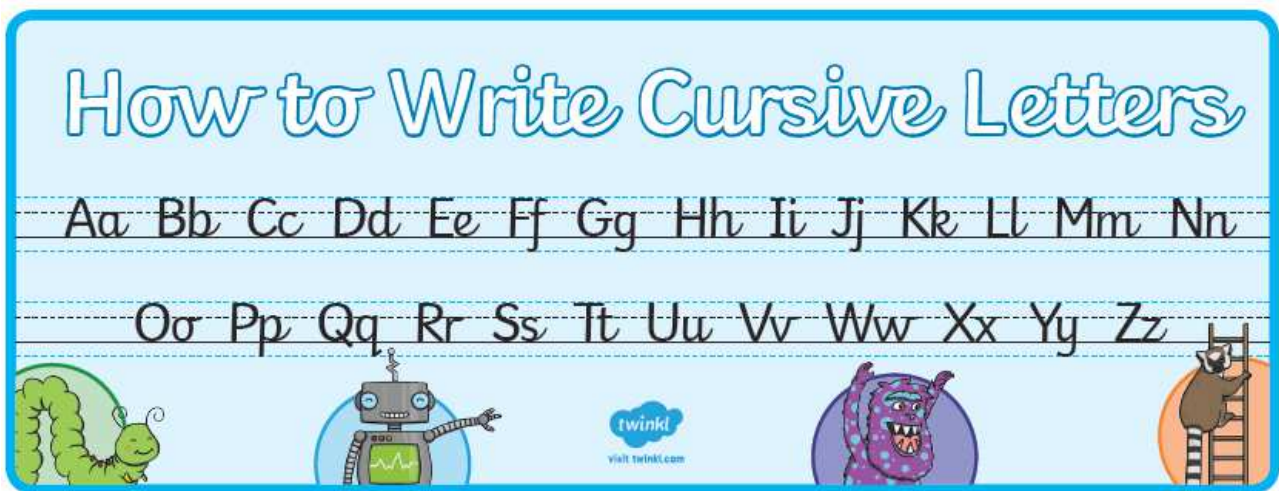 How to Write Cursive Letters
Aa Bb Cc Dd Ee Ff Gg Hh Ii Jj Kk Ll Mm Nn
Oo Pp Qq Rr Ss Tt Uu Vv Ww Xx Yy Zz
twinkl
visit twinkl.com